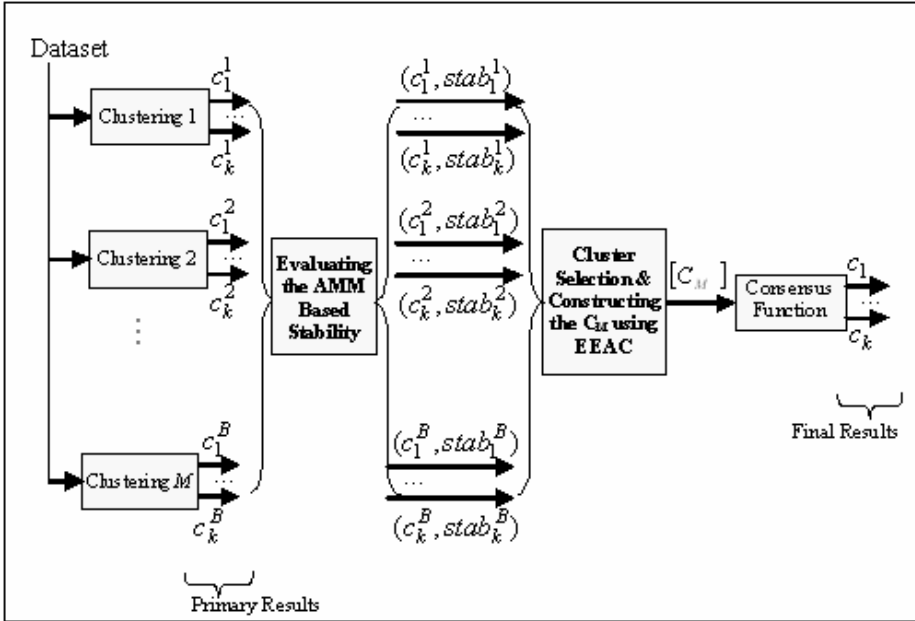 Dataset
Clustering 1
c_1^1
...
c_k^1
Clustering 2
c_1^2
...
c_k^2
⋮
Clustering M
c_1^B
...
c_k^B
Primary Results
Evaluating
the AMM
Based
Stability
(c_1^1, stab_1^1)
...
(c_k^1, stab_k^1)
(c_1^2, stab_1^2)
...
(c_k^2, stab_k^2)
(c_1^B, stab_1^B)
...
(c_k^B, stab_k^B)
Cluster
Selection &
Constructing
the C_M using
EEAC
[C_M]
Consensus
Function
c_1
...
c_k
Final Results